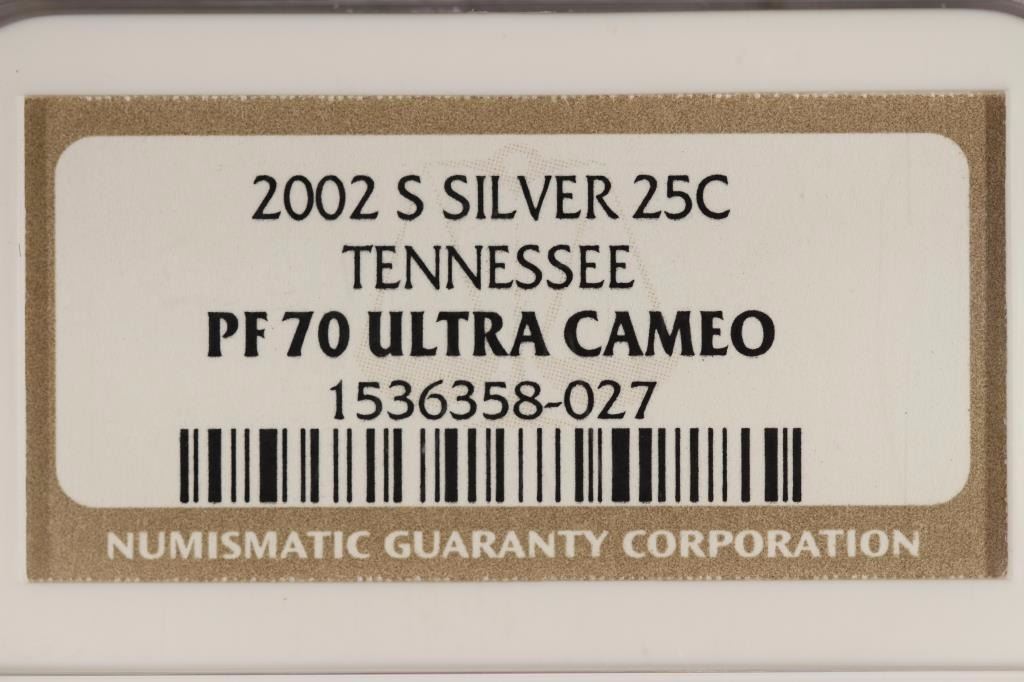 2002 S SILVER 25C
TENNESSEE
PF 70 ULTRA CAMEO
1536358-027
NUMISMATIC GUARANTY CORPORATION